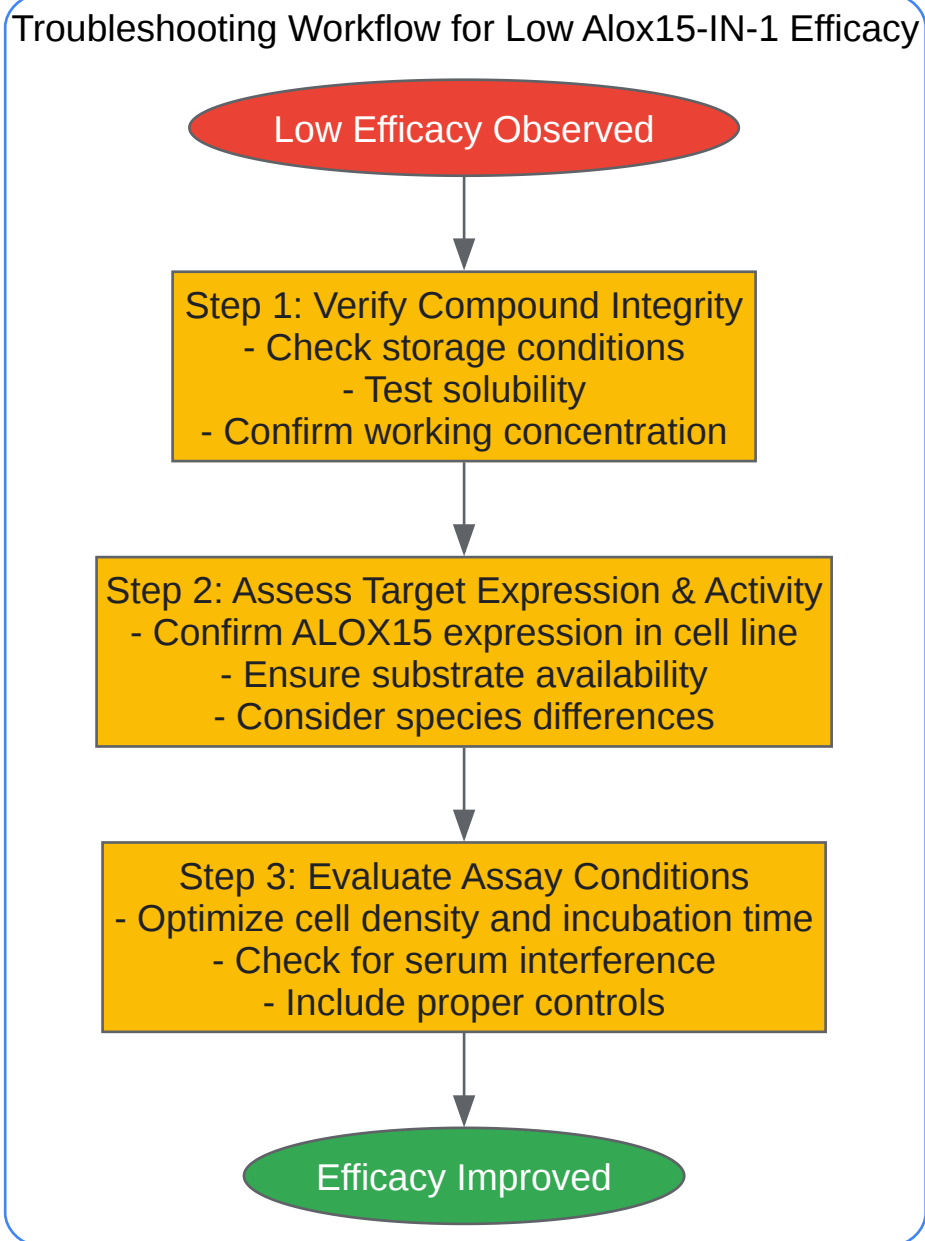 Troubleshooting Workflow for Low Alox15-IN-1 Efficacy
Low Efficacy Observed
Step 1: Verify Compound Integrity
- Check storage conditions
- Test solubility
- Confirm working concentration
Step 2: Assess Target Expression & Activity
- Confirm ALOX15 expression in cell line
- Ensure substrate availability
- Consider species differences
Step 3: Evaluate Assay Conditions
- Optimize cell density and incubation time
- Check for serum interference
- Include proper controls
Efficacy Improved